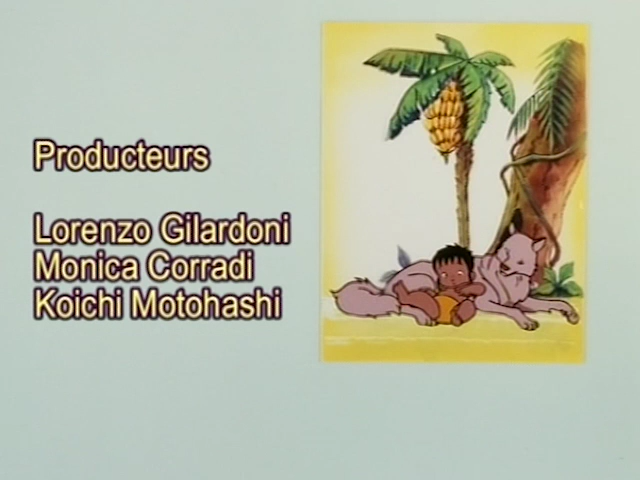 Producteurs
Lorenzo Gilardoni
Monica Corradi
Koichi Motohashi